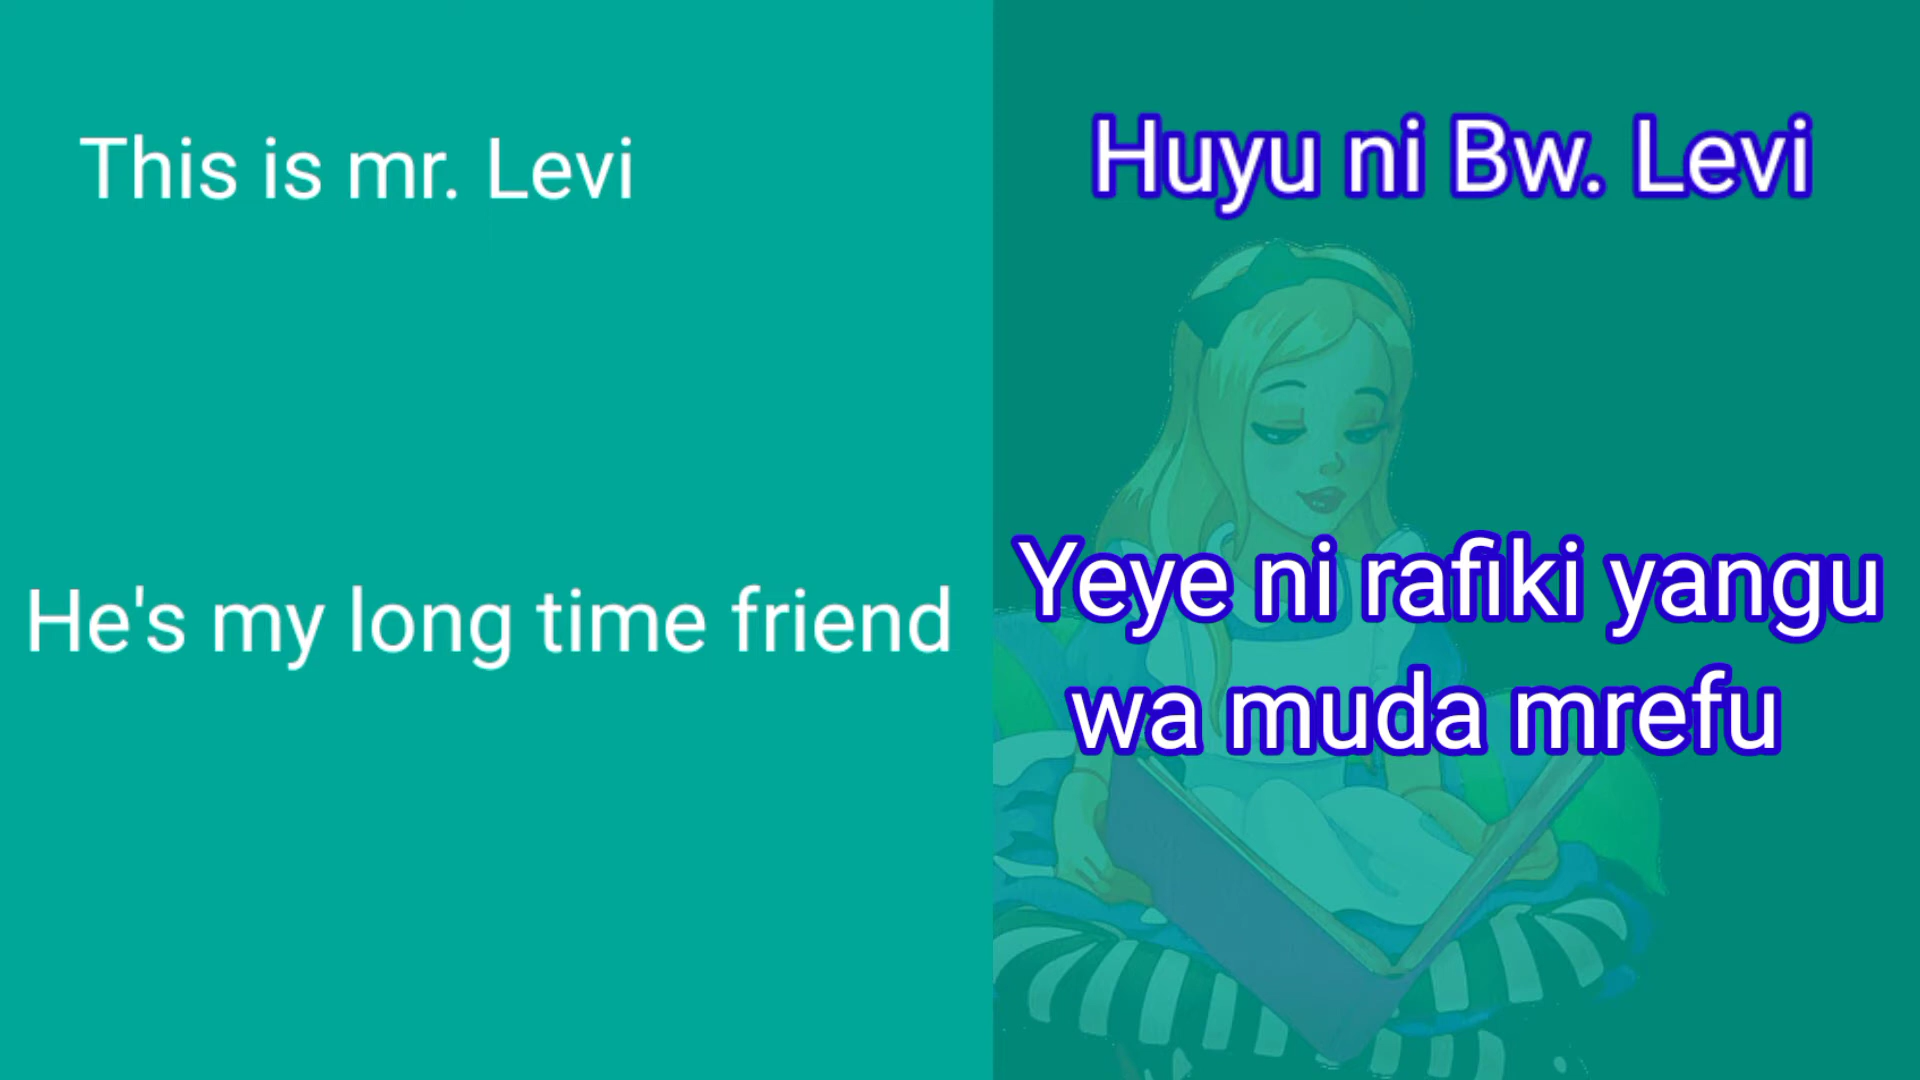 This is mr. Levi
Huyu ni Bw. Levi
He's my long time friend
Yeye ni rafiki yangu
wa muda mrefu